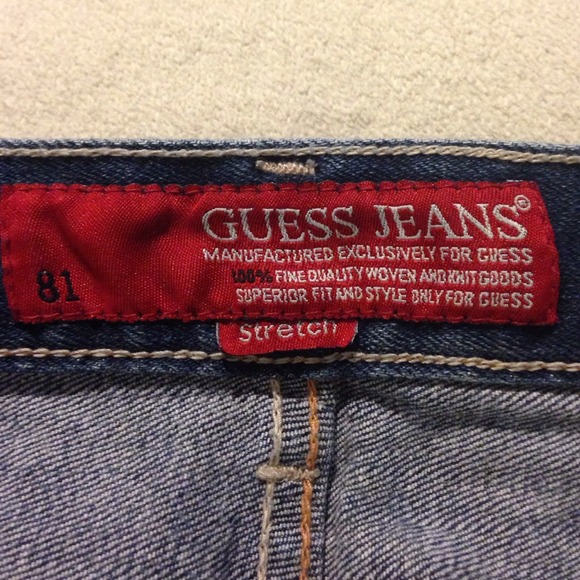 GUESS JEANS®
MANUFACTURED EXCLUSIVELY FOR GUESS
100% FINE QUALITY WOVEN AND KNIT GOODS
SUPERIOR FIT AND STYLE ONLY FOR GUESS
81
Stretch